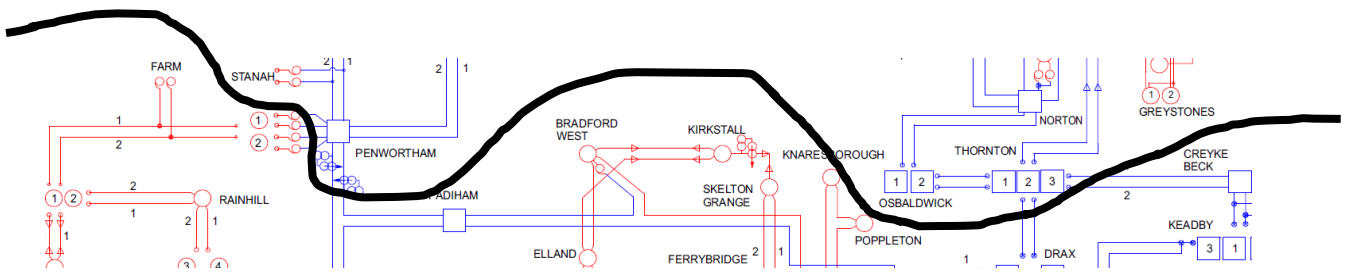 2 1
2 1
FARM
STANAH
1 2
GREYSTONES
1
1
2
2
NORTON
BRADFORD
WEST
KIRKSTALL
PENWORTHAM
KNARESBOROUGH
THORNTON
CREYKE
BECK
1 2
2
1
RAINHILL
2 1
1
SKELTON
GRANGE
1 2
OSBALDWICK
1 2 3
2
PADIHAM
POPPLETON
KEADBY
3 1
ELLAND
FERRYBRIDGE
2 1
1
DRAX
3 4